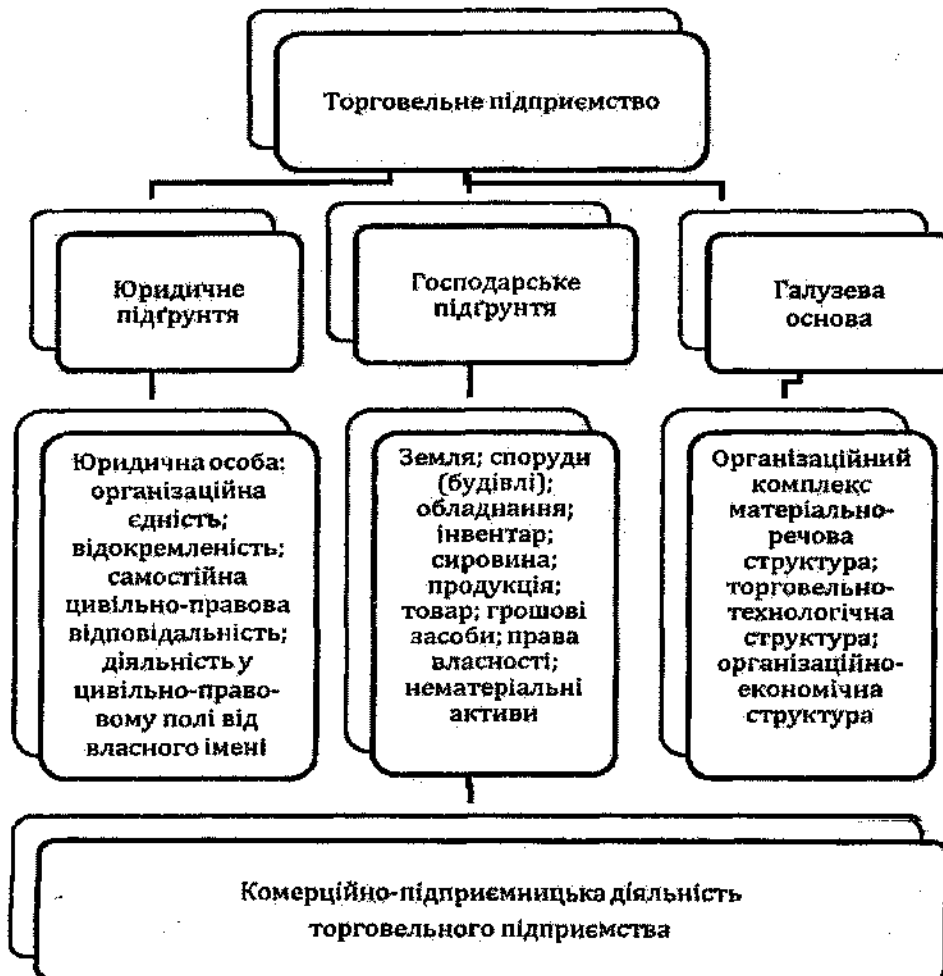 Торговельне підприємство
Юридичне
підґрунтя
Господарське
підґрунтя
Галузева
основа
Юридична особа:
організаційна
єдність;
відокремленість;
самостійна
цивільно-правова
відповідальність;
діяльність у
цивільно-право-
вому полі від
власного імені
Земля; споруди
(будівлі);
обладнання;
інвентар;
сировина;
продукція;
товар; грошові
засоби; права
власності;
нематеріальні
активи
Організаційний
комплекс
матеріально-
речова
структура;
торговельно-
технологічна
структура;
організаційно-
економічна
структура
Комерційно-підприємницька діяльність
торговельного підприємства